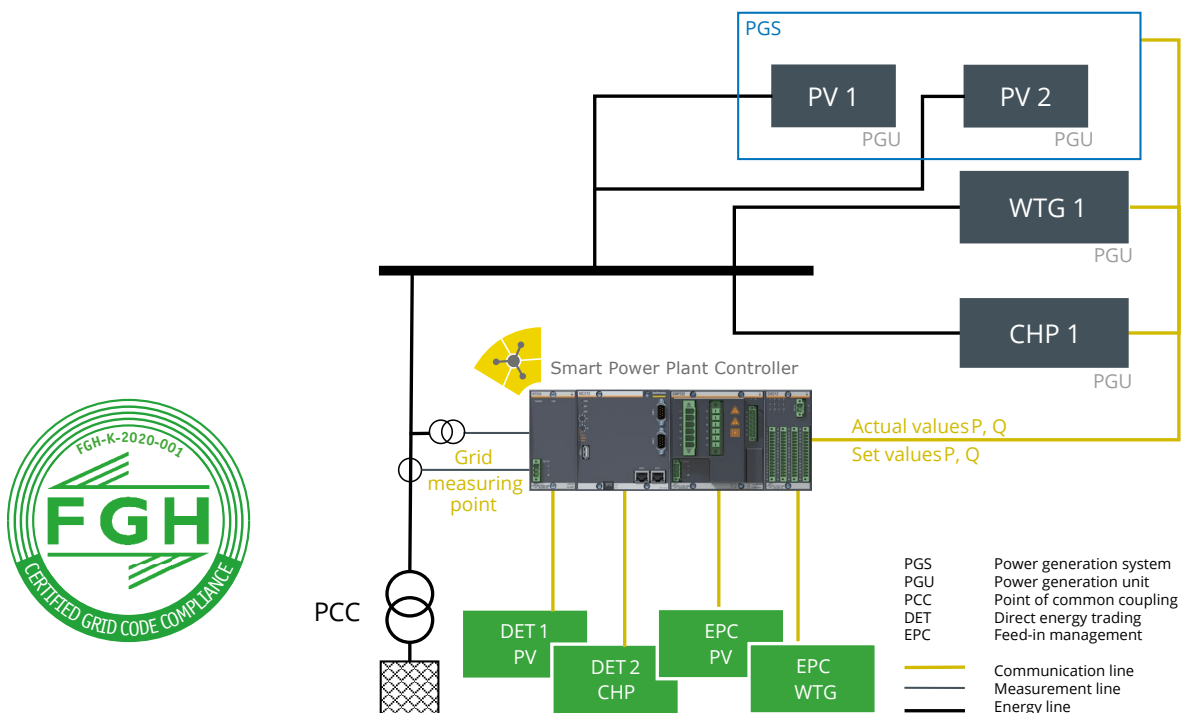 PGS
PV 1
PGU
PV 2
PGU
WTG 1
PGU
CHP 1
PGU
Smart Power Plant Controller
Actual values P, Q
Set values P, Q
Grid
measuring
point
FGH-K-2020-001
FGH
CERTIFIED GRID CODE COMPLIANCE
PCC
DET 1
PV
DET 2
CHP
EPC
PV
EPC
WTG
PGS Power generation system
PGU Power generation unit
PCC Point of common coupling
DET Direct energy trading
EPC Feed-in management
Communication line
Measurement line
Energy line